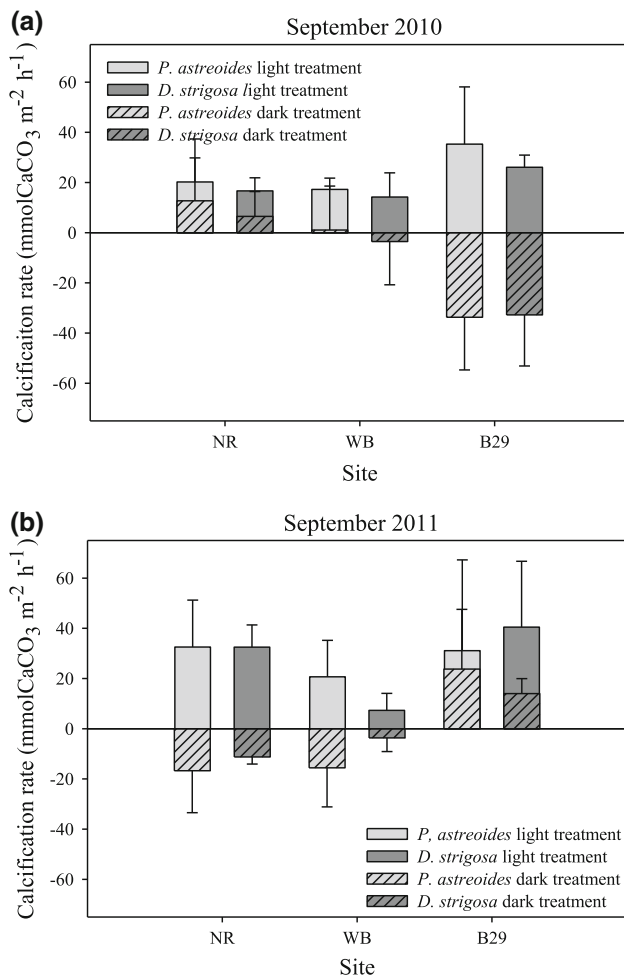 (a)
September 2010
P. astreoides light treatment
D. strigosa light treatment
P. astreoides dark treatment
D. strigosa dark treatment
Calcificaiton rate (mmolCaCO3 m-2 h-1)
60
40
20
0
-20
-40
-60
NR WB B29
Site
(b)
September 2011
Calcification rate (mmolCaCO3 m-2 h-1)
60
40
20
0
-20
-40
-60
P, astreoides light treatment
D. strigosa light treatment
P. astreoides dark treatment
D. strigosa dark treatment
NR WB B29
Site